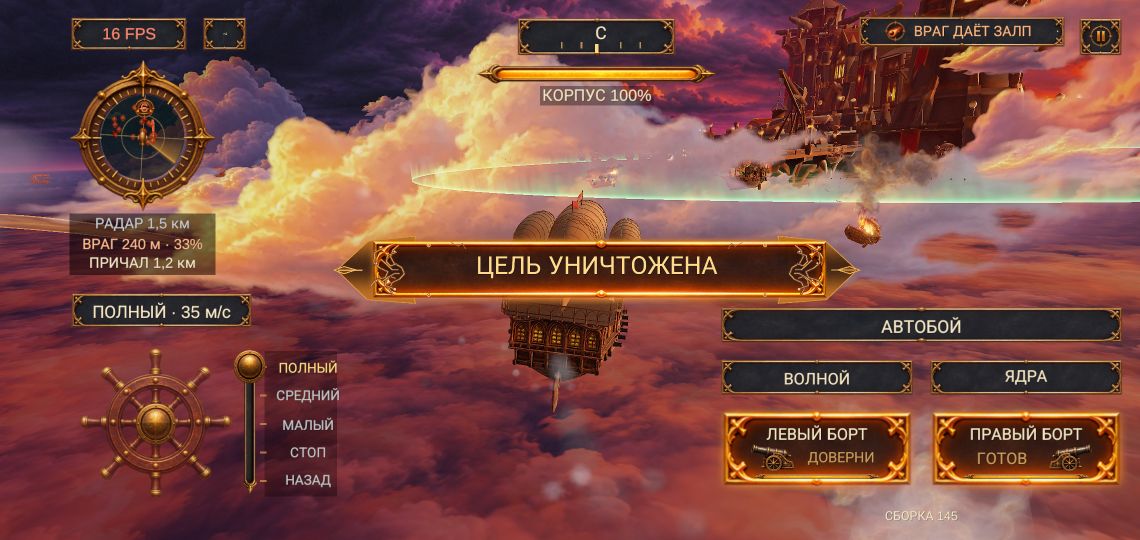 16 FPS
С
ВРАГ ДАЁТ ЗАЛП
КОРПУС 100%
РАДАР 1,5 км
ВРАГ 240 м · 33%
ПРИЧАЛ 1,2 км
ЦЕЛЬ УНИЧТОЖЕНА
ПОЛНЫЙ · 35 м/с
АВТОБОЙ
ПОЛНЫЙ
СРЕДНИЙ
МАЛЫЙ
СТОП
НАЗАД
ВОЛНОЙ
ЯДРА
ЛЕВЫЙ БОРТ
ДОВЕРНИ
ПРАВЫЙ БОРТ
ГОТОВ
СБОРКА 145